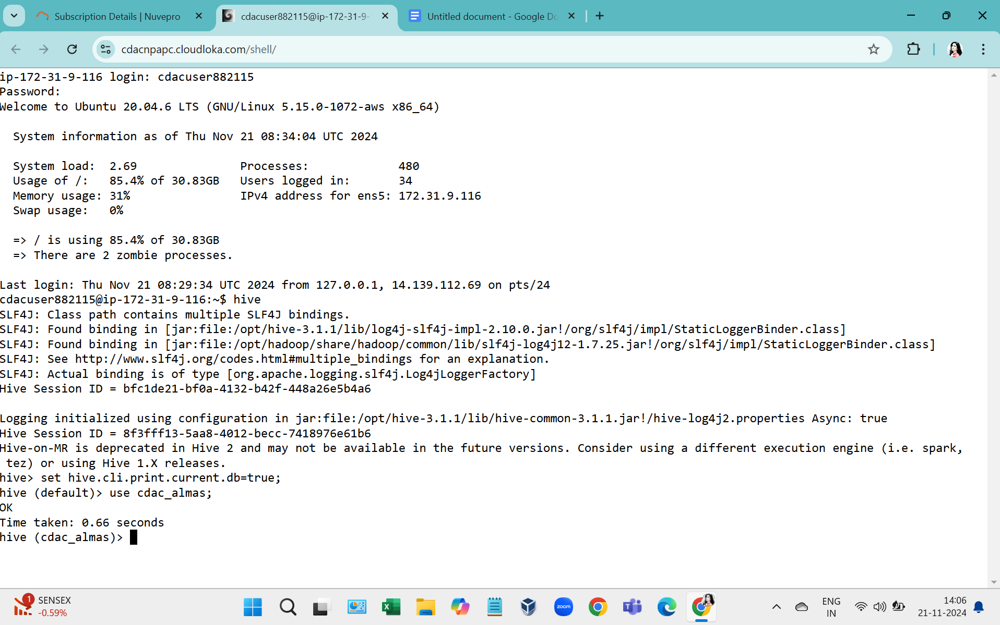 Subscription Details | Nuvepro
cdacuser882115@ip-172-31-9-
Untitled document - Google Do
cdacnpapc.cloudloka.com/shell/
ip-172-31-9-116 login: cdacuser882115
Password:
Welcome to Ubuntu 20.04.6 LTS (GNU/Linux 5.15.0-1072-aws x86_64)
System information as of Thu Nov 21 08:34:04 UTC 2024
System load:  2.69               Processes:             480
Usage of /:   85.4% of 30.83GB   Users logged in:       34
Memory usage: 31%                IPv4 address for ens5: 172.31.9.116
Swap usage:   0%
=> / is using 85.4% of 30.83GB
=> There are 2 zombie processes.
Last login: Thu Nov 21 08:29:34 UTC 2024 from 127.0.0.1, 14.139.112.69 on pts/24
cdacuser882115@ip-172-31-9-116:~$ hive
SLF4J: Class path contains multiple SLF4J bindings.
SLF4J: Found binding in [jar:file:/opt/hive-3.1.1/lib/log4j-slf4j-impl-2.10.0.jar!/org/slf4j/impl/StaticLoggerBinder.class]
SLF4J: Found binding in [jar:file:/opt/hadoop/share/hadoop/common/lib/slf4j-log4j12-1.7.25.jar!/org/slf4j/impl/StaticLoggerBinder.class]
SLF4J: See http://www.slf4j.org/codes.html#multiple_bindings for an explanation.
SLF4J: Actual binding is of type [org.apache.logging.slf4j.Log4jLoggerFactory]
Hive Session ID = bfc1de21-bf0a-4132-b42f-448a26e5b4a6
Logging initialized using configuration in jar:file:/opt/hive-3.1.1/lib/hive-common-3.1.1.jar!/hive-log4j2.properties Async: true
Hive Session ID = 8f3fff13-5aa8-4012-becc-7418976e61b6
Hive-on-MR is deprecated in Hive 2 and may not be available in the future versions. Consider using a different execution engine (i.e. spark,
tez) or using Hive 1.X releases.
hive> set hive.cli.print.current.db=true;
hive (default)> use cdac_almas;
OK
Time taken: 0.66 seconds
hive (cdac_almas)>
1
SENSEX
-0.59%
zoom
ENG
IN
14:06
21-11-2024